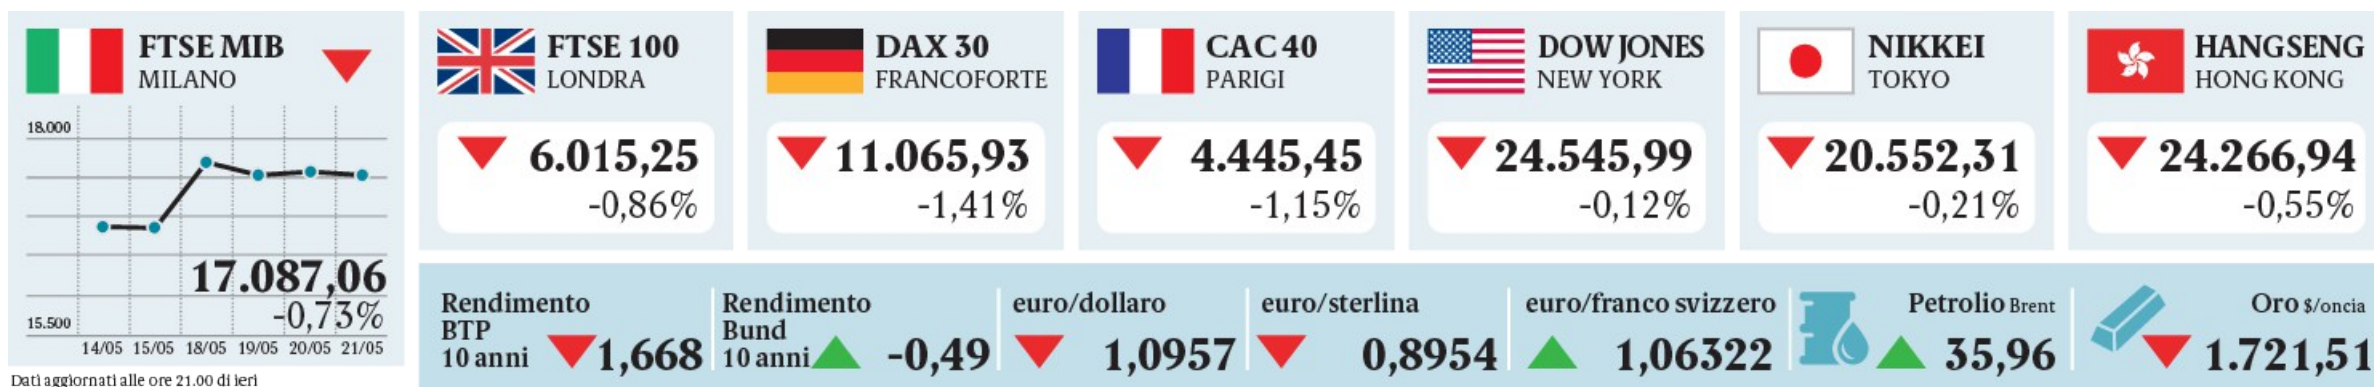 FTSE MIB
MILANO
18.000
17.087,06
-0,73%
15.500
14/05 15/05 18/05 19/05 20/05 21/05
Dati aggiornati alle ore 21.00 di ieri
FTSE 100
LONDRA
6.015,25
-0,86%
DAX 30
FRANCOFORTE
11.065,93
-1,41%
CAC 40
PARIGI
4.445,45
-1,15%
DOW JONES
NEW YORK
24.545,99
-0,12%
NIKKEI
TOKYO
20.552,31
-0,21%
HANG SENG
HONG KONG
24.266,94
-0,55%
Rendimento
BTP
10 anni 1,668
Rendimento
Bund
10 anni -0,49
euro/dollaro
1,0957
euro/sterlina
0,8954
euro/franco svizzero
1,06322
Petrolio Brent
35,96
Oro $/oncia
1.721,51